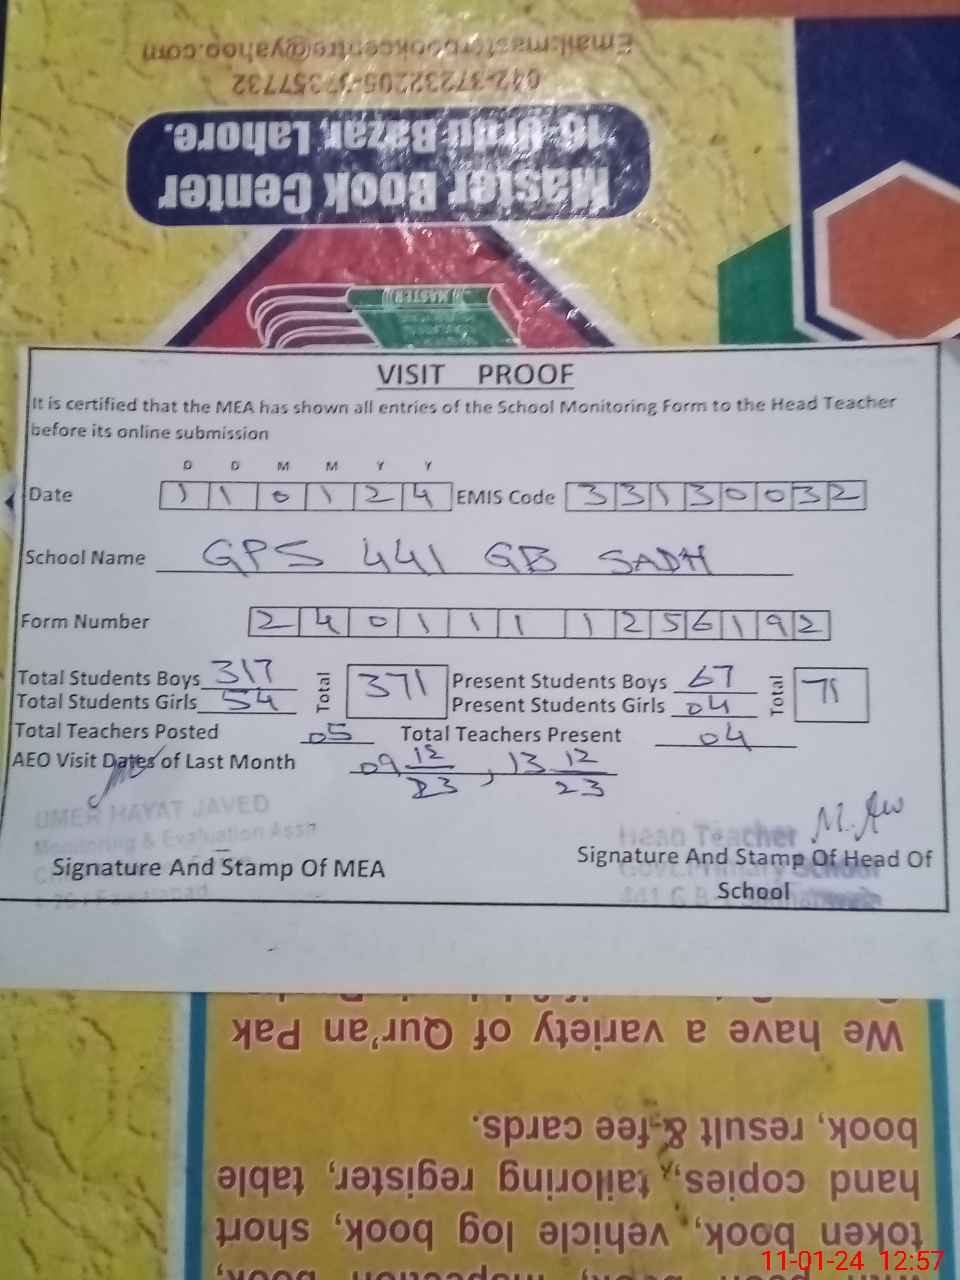 Email:masterbookcentre@yahoo.com
042-37232205-37357732
16-Urdu Bazar, Lahore.
Master Book Center
MASTER
VISIT PROOF
It is certified that the MEA has shown all entries of the School Monitoring Form to the Head Teacher
before its online submission
D D M M Y Y
Date 1 1 0 1 2 4 EMIS Code 3 3 1 3 0 0 3 2
School Name GPS 441 GB SADH
Form Number 2 4 0 1 1 1 1 2 5 6 1 9 2
Total Students Boys 317 Total 371 Present Students Boys 67 Total 71
Total Students Girls 54 Present Students Girls 04
Total Teachers Posted 05 Total Teachers Present 04
AEO Visit Dates of Last Month 09 12/23, 13 12/23
UMER HAYAT JAVED
Monitoring & Evaluation Asstt
Head Teacher
Signature And Stamp Of MEA
Signature And Stamp Of Head Of
School
Govt. Primary School
441 G.B
We have a variety of Qur'an Pak
book, result & fee cards.
hand copies, tailoring register, table
token book, vehicle log book, short
11-01-24 12:57